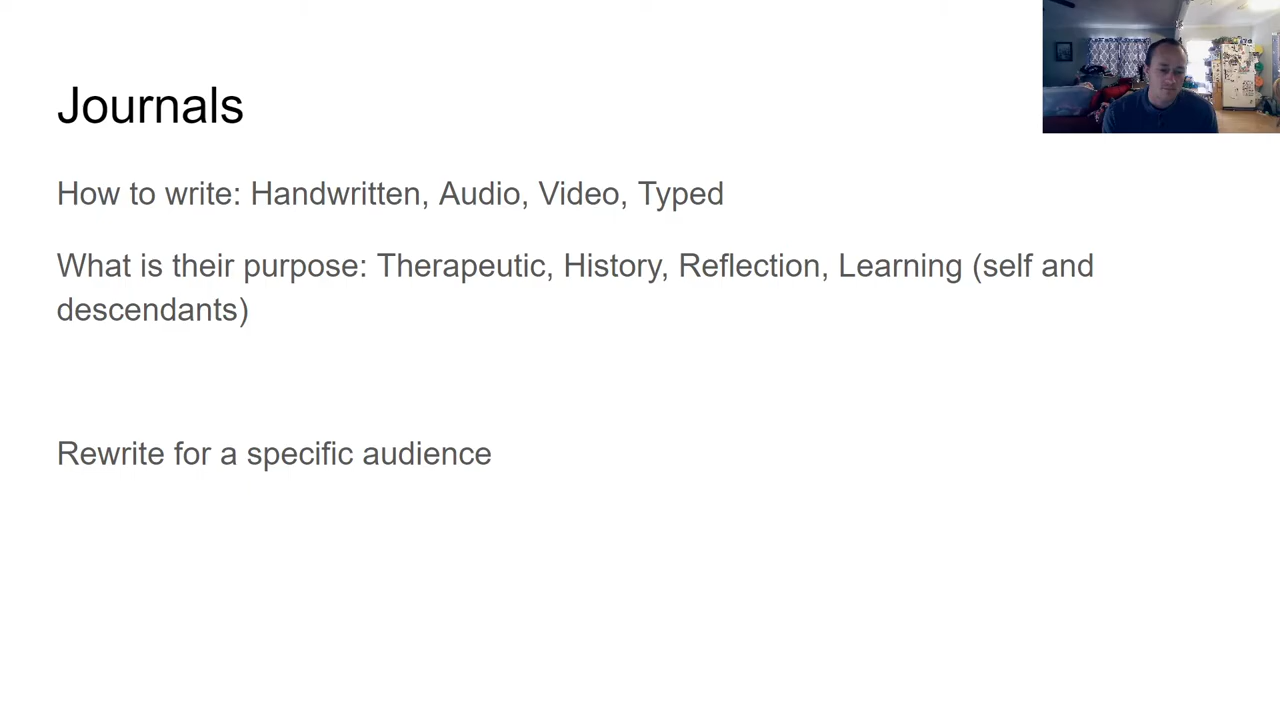 Journals
How to write: Handwritten, Audio, Video, Typed
What is their purpose: Therapeutic, History, Reflection, Learning (self and
descendants)
Rewrite for a specific audience